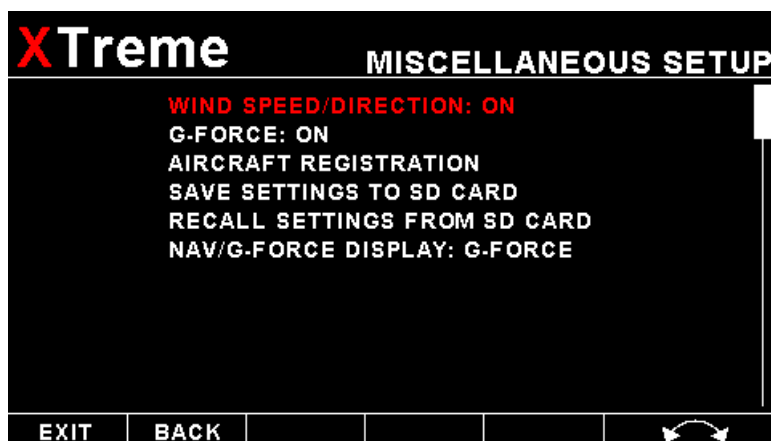 XTreme
MISCELLANEOUS SETUP
WIND SPEED/DIRECTION: ON
G-FORCE: ON
AIRCRAFT REGISTRATION
SAVE SETTINGS TO SD CARD
RECALL SETTINGS FROM SD CARD
NAV/G-FORCE DISPLAY: G-FORCE
EXIT BACK